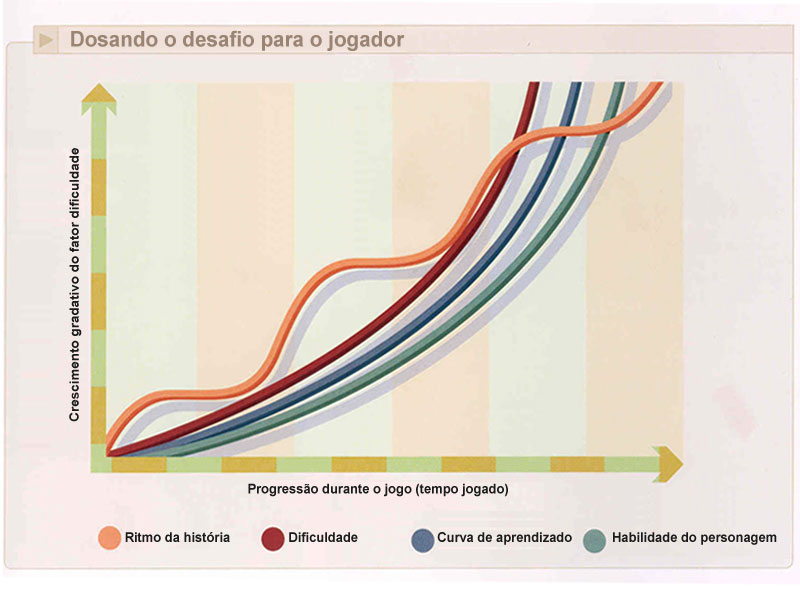 Dosando o desafio para o jogador
Crescimento gradativo do fator dificuldade
Progressão durante o jogo (tempo jogado)
Ritmo da história
Dificuldade
Curva de aprendizado
Habilidade do personagem